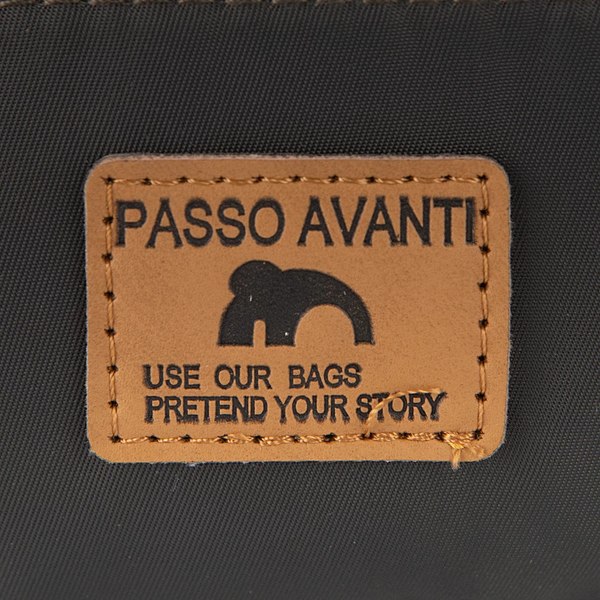 PASSO AVANTI
USE OUR BAGS
PRETEND YOUR STORY